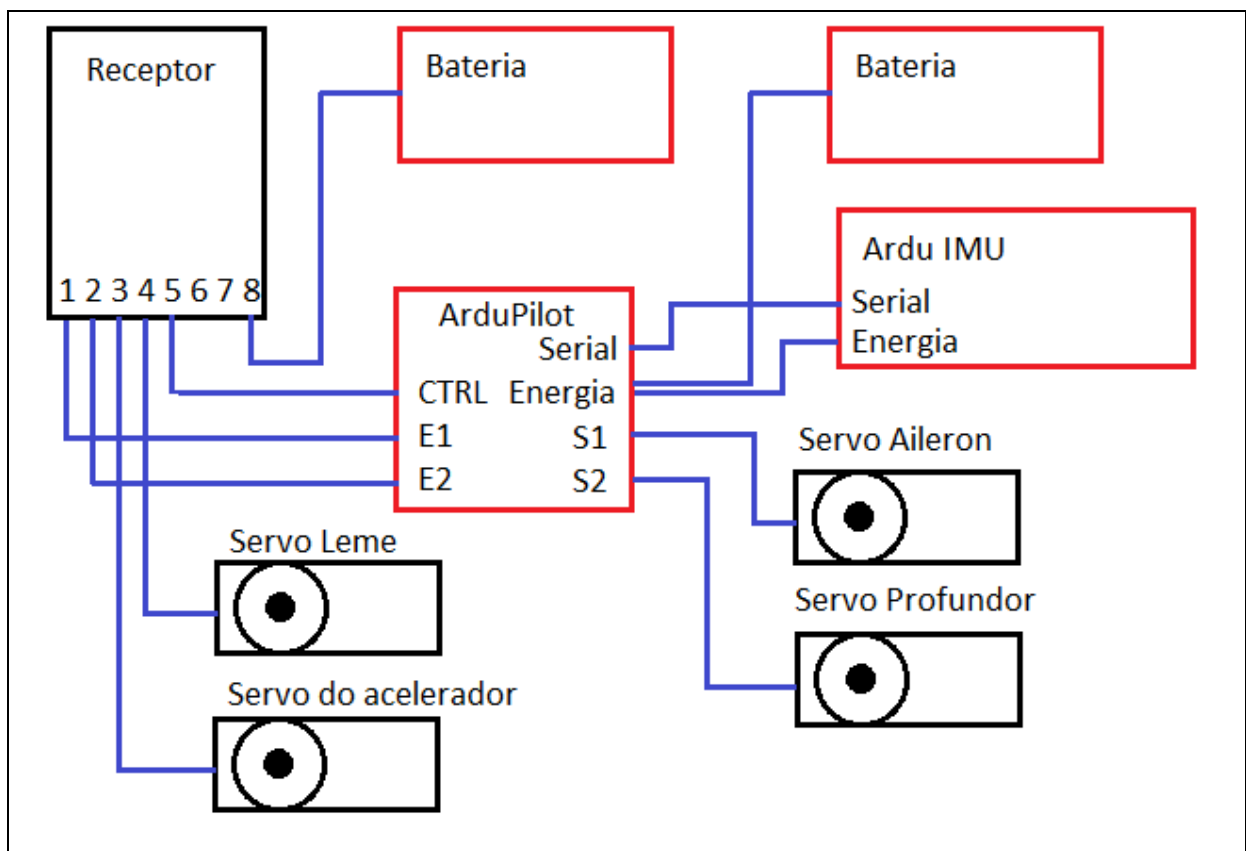 Receptor
1 2 3 4 5 6 7 8
Bateria
Bateria
Ardu IMU
Serial
Energia
ArduPilot
Serial
CTRL Energia
E1 S1
E2 S2
Servo Aileron
Servo Profundor
Servo Leme
Servo do acelerador